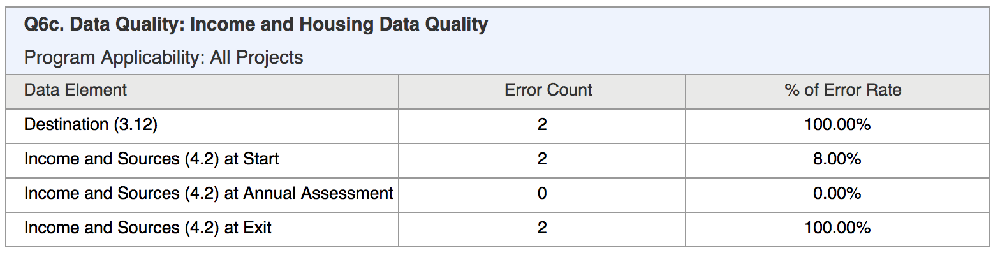 Q6c. Data Quality: Income and Housing Data Quality
Program Applicability: All Projects
Data Element Error Count % of Error Rate
Destination (3.12) 2 100.00%
Income and Sources (4.2) at Start 2 8.00%
Income and Sources (4.2) at Annual Assessment 0 0.00%
Income and Sources (4.2) at Exit 2 100.00%